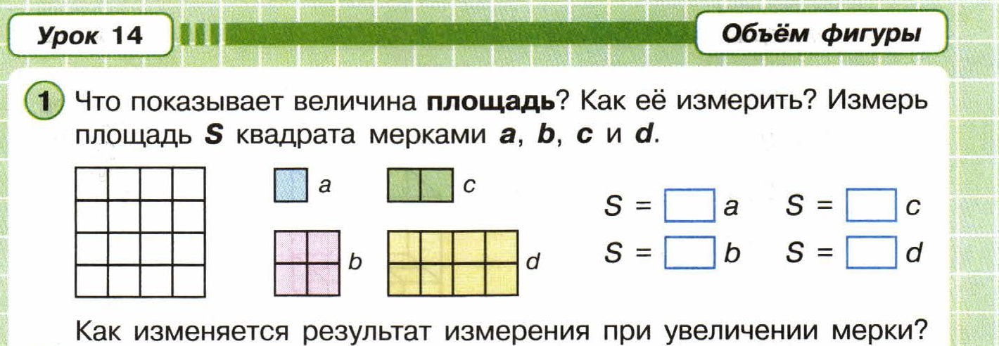 Урок 14
Объём фигуры
1 Что показывает величина площадь? Как её измерить? Измерь
площадь S квадрата мерками a, b, c и d.
a
c
b
d
S = a S = c
S = b S = d
Как изменяется результат измерения при увеличении мерки?